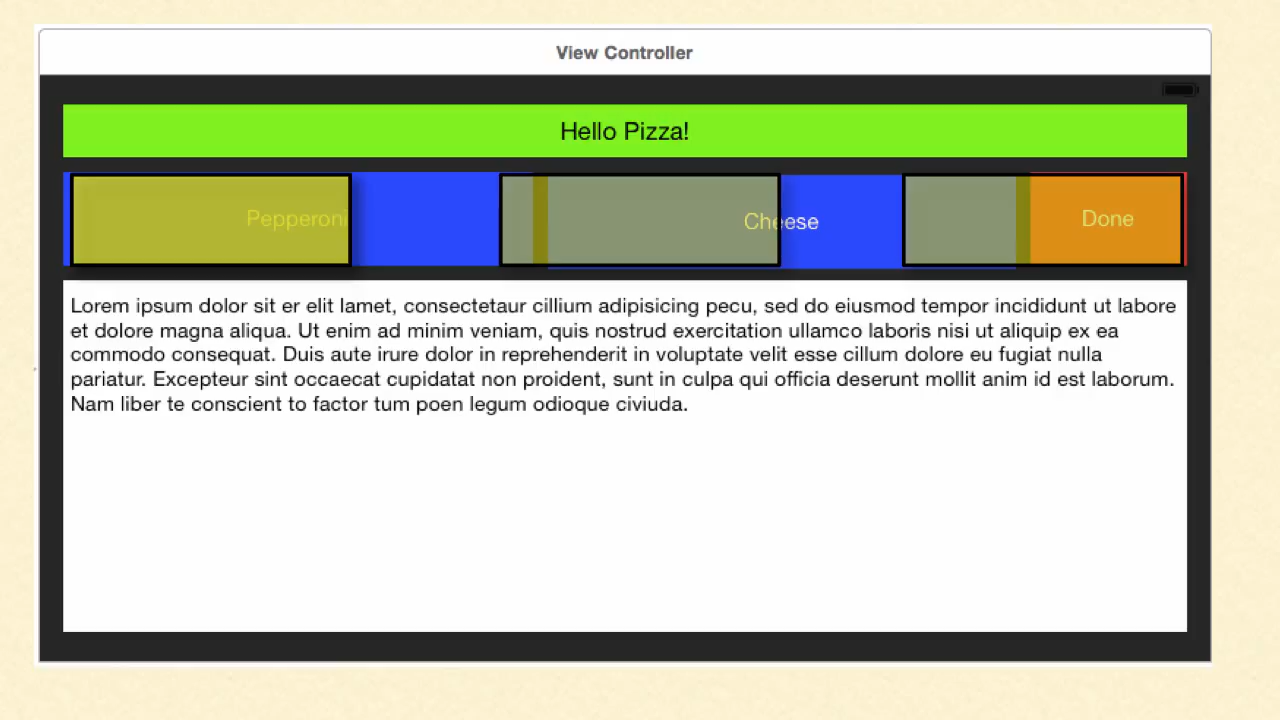 View Controller
Hello Pizza!
Pepperoni
Cheese
Done
Lorem ipsum dolor sit er elit lamet, consectetaur cillium adipisicing pecu, sed do eiusmod tempor incididunt ut labore
et dolore magna aliqua. Ut enim ad minim veniam, quis nostrud exercitation ullamco laboris nisi ut aliquip ex ea
commodo consequat. Duis aute irure dolor in reprehenderit in voluptate velit esse cillum dolore eu fugiat nulla
pariatur. Excepteur sint occaecat cupidatat non proident, sunt in culpa qui officia deserunt mollit anim id est laborum.
Nam liber te conscient to factor tum poen legum odioque civiuda.